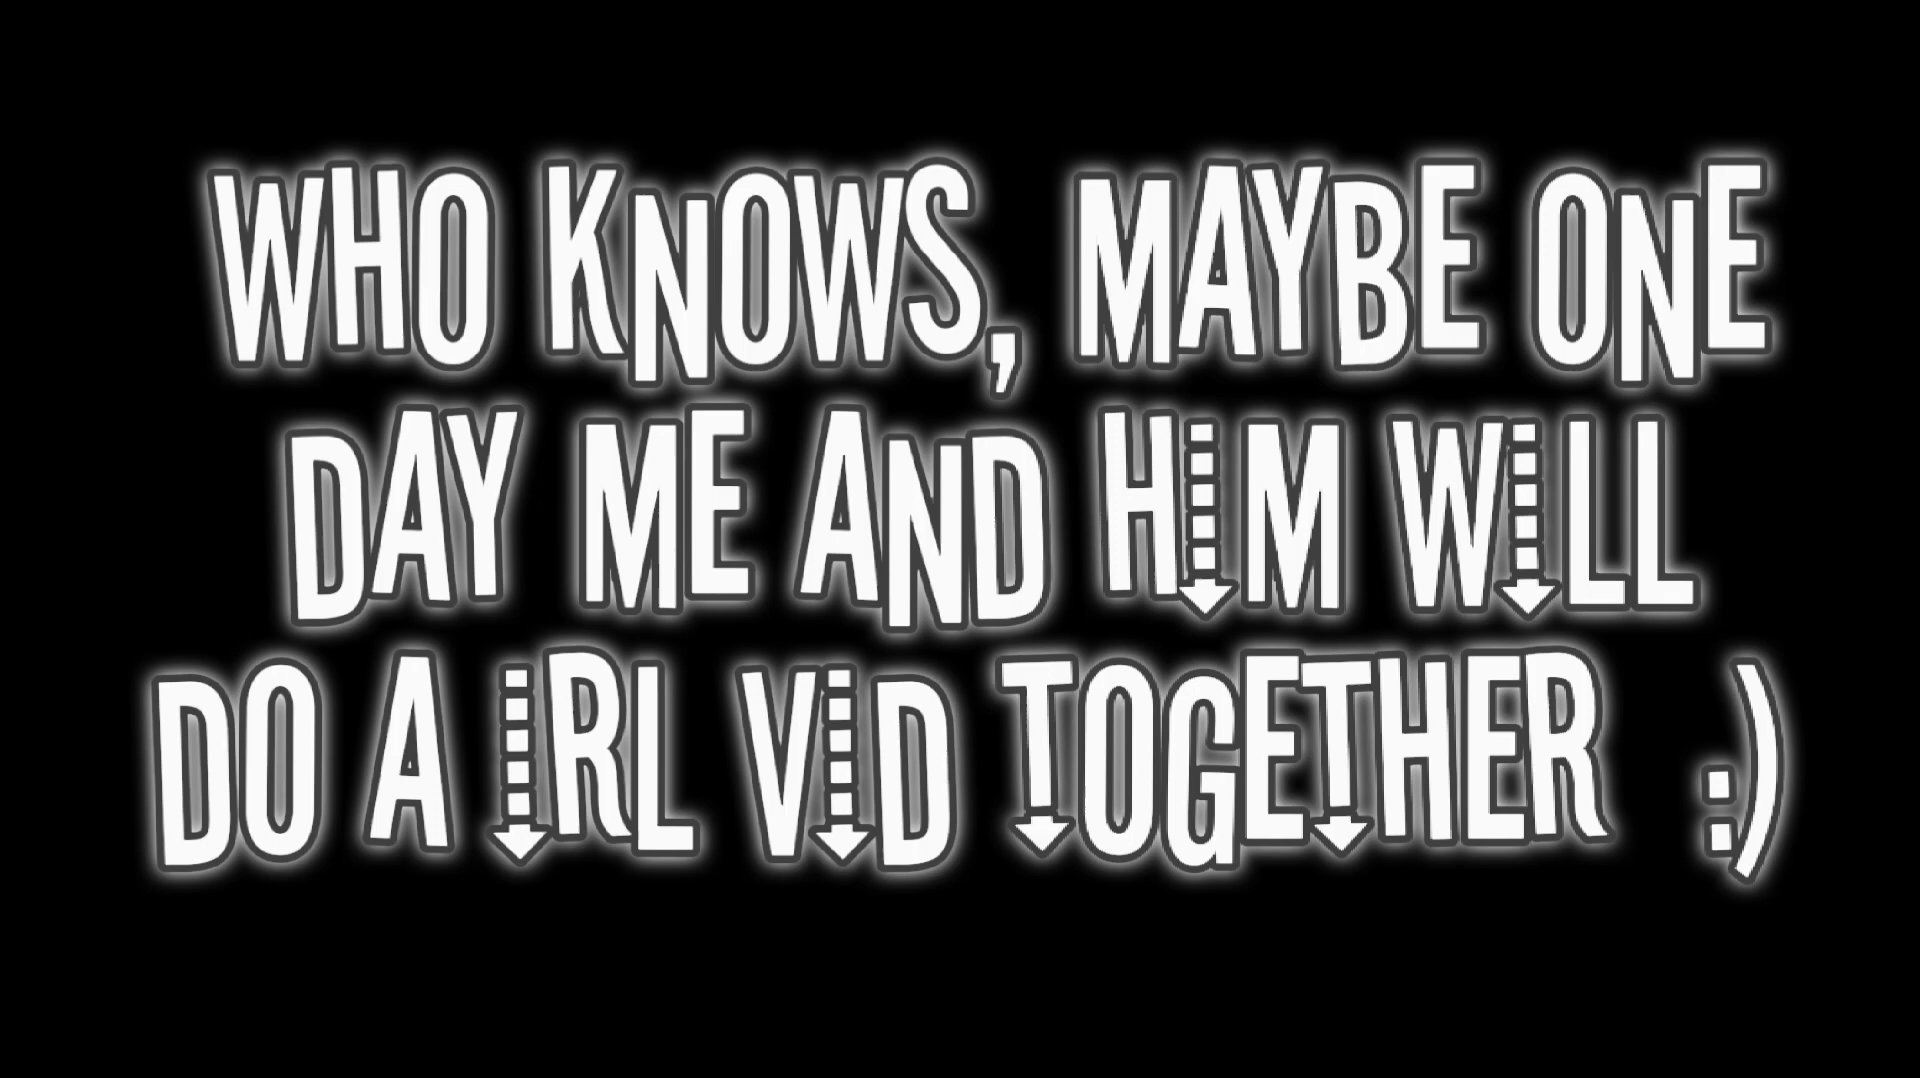 WHO KNOWS, MAYBE ONE
DAY ME AND HIM WILL
DO A IRL VID TOGETHER :)